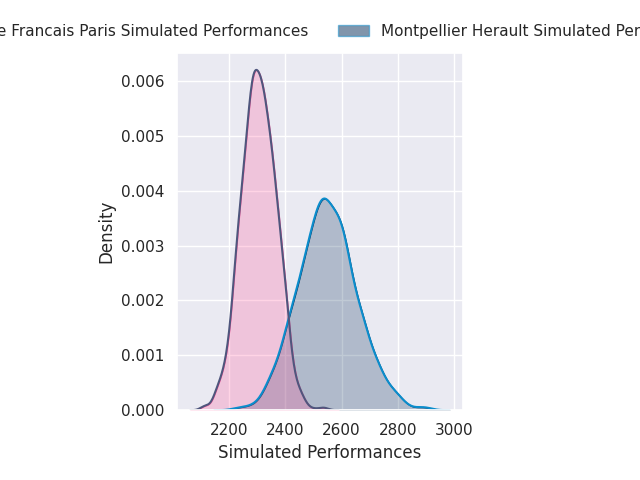 e Francais Paris Simulated Performances
Montpellier Herault Simulated Per
0.006
0.005
0.004
0.003
0.002
0.001
0.000
Density
2200 2400 2600 2800 3000
Simulated Performances